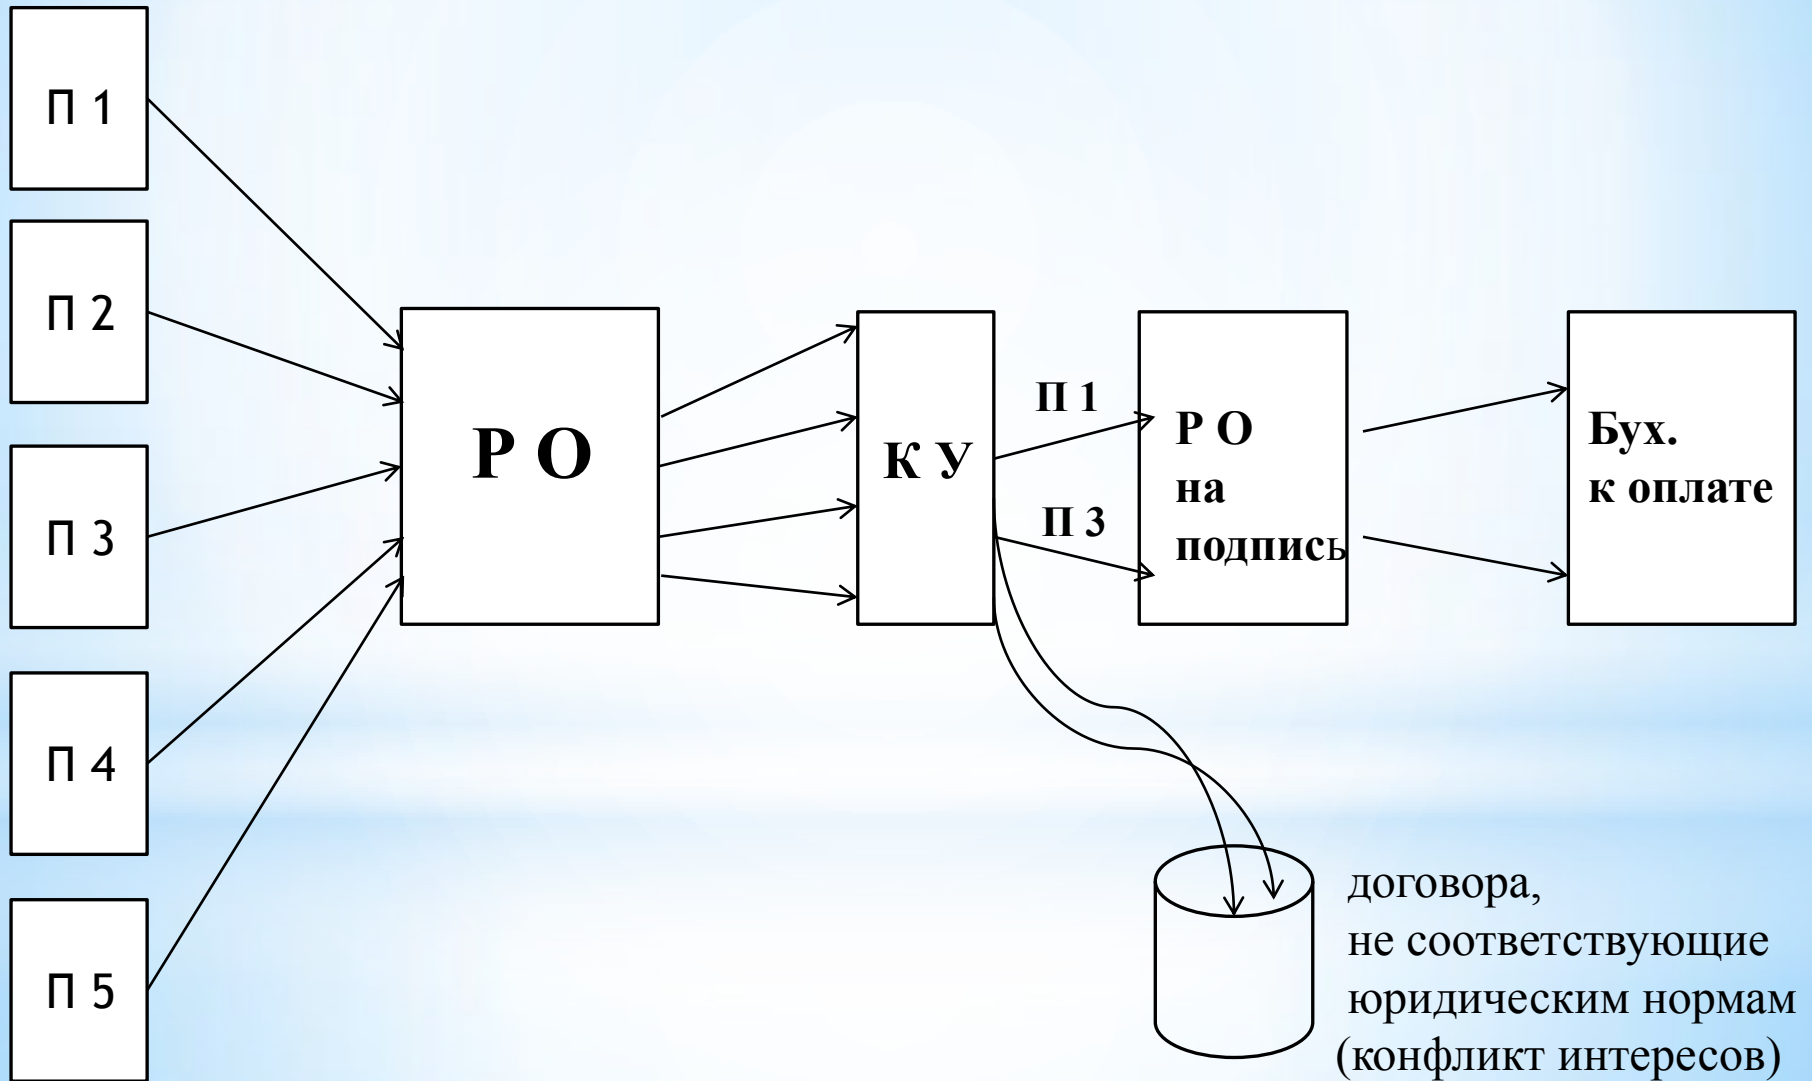 П 1
П 2
П 3
П 4
П 5
Р О
К У
П 1
П 3
Р О
на
подпись
Бух.
к оплате
договора,
не соответствующие
юридическим нормам
(конфликт интересов)